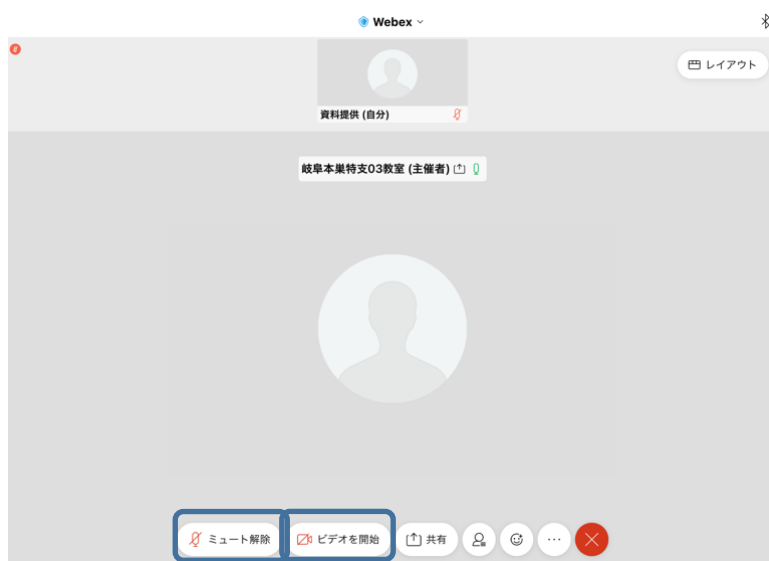 Webex
レイアウト
資料提供 (自分)
岐阜本巣特支03教室 (主催者)
ミュート解除
ビデオを開始
共有